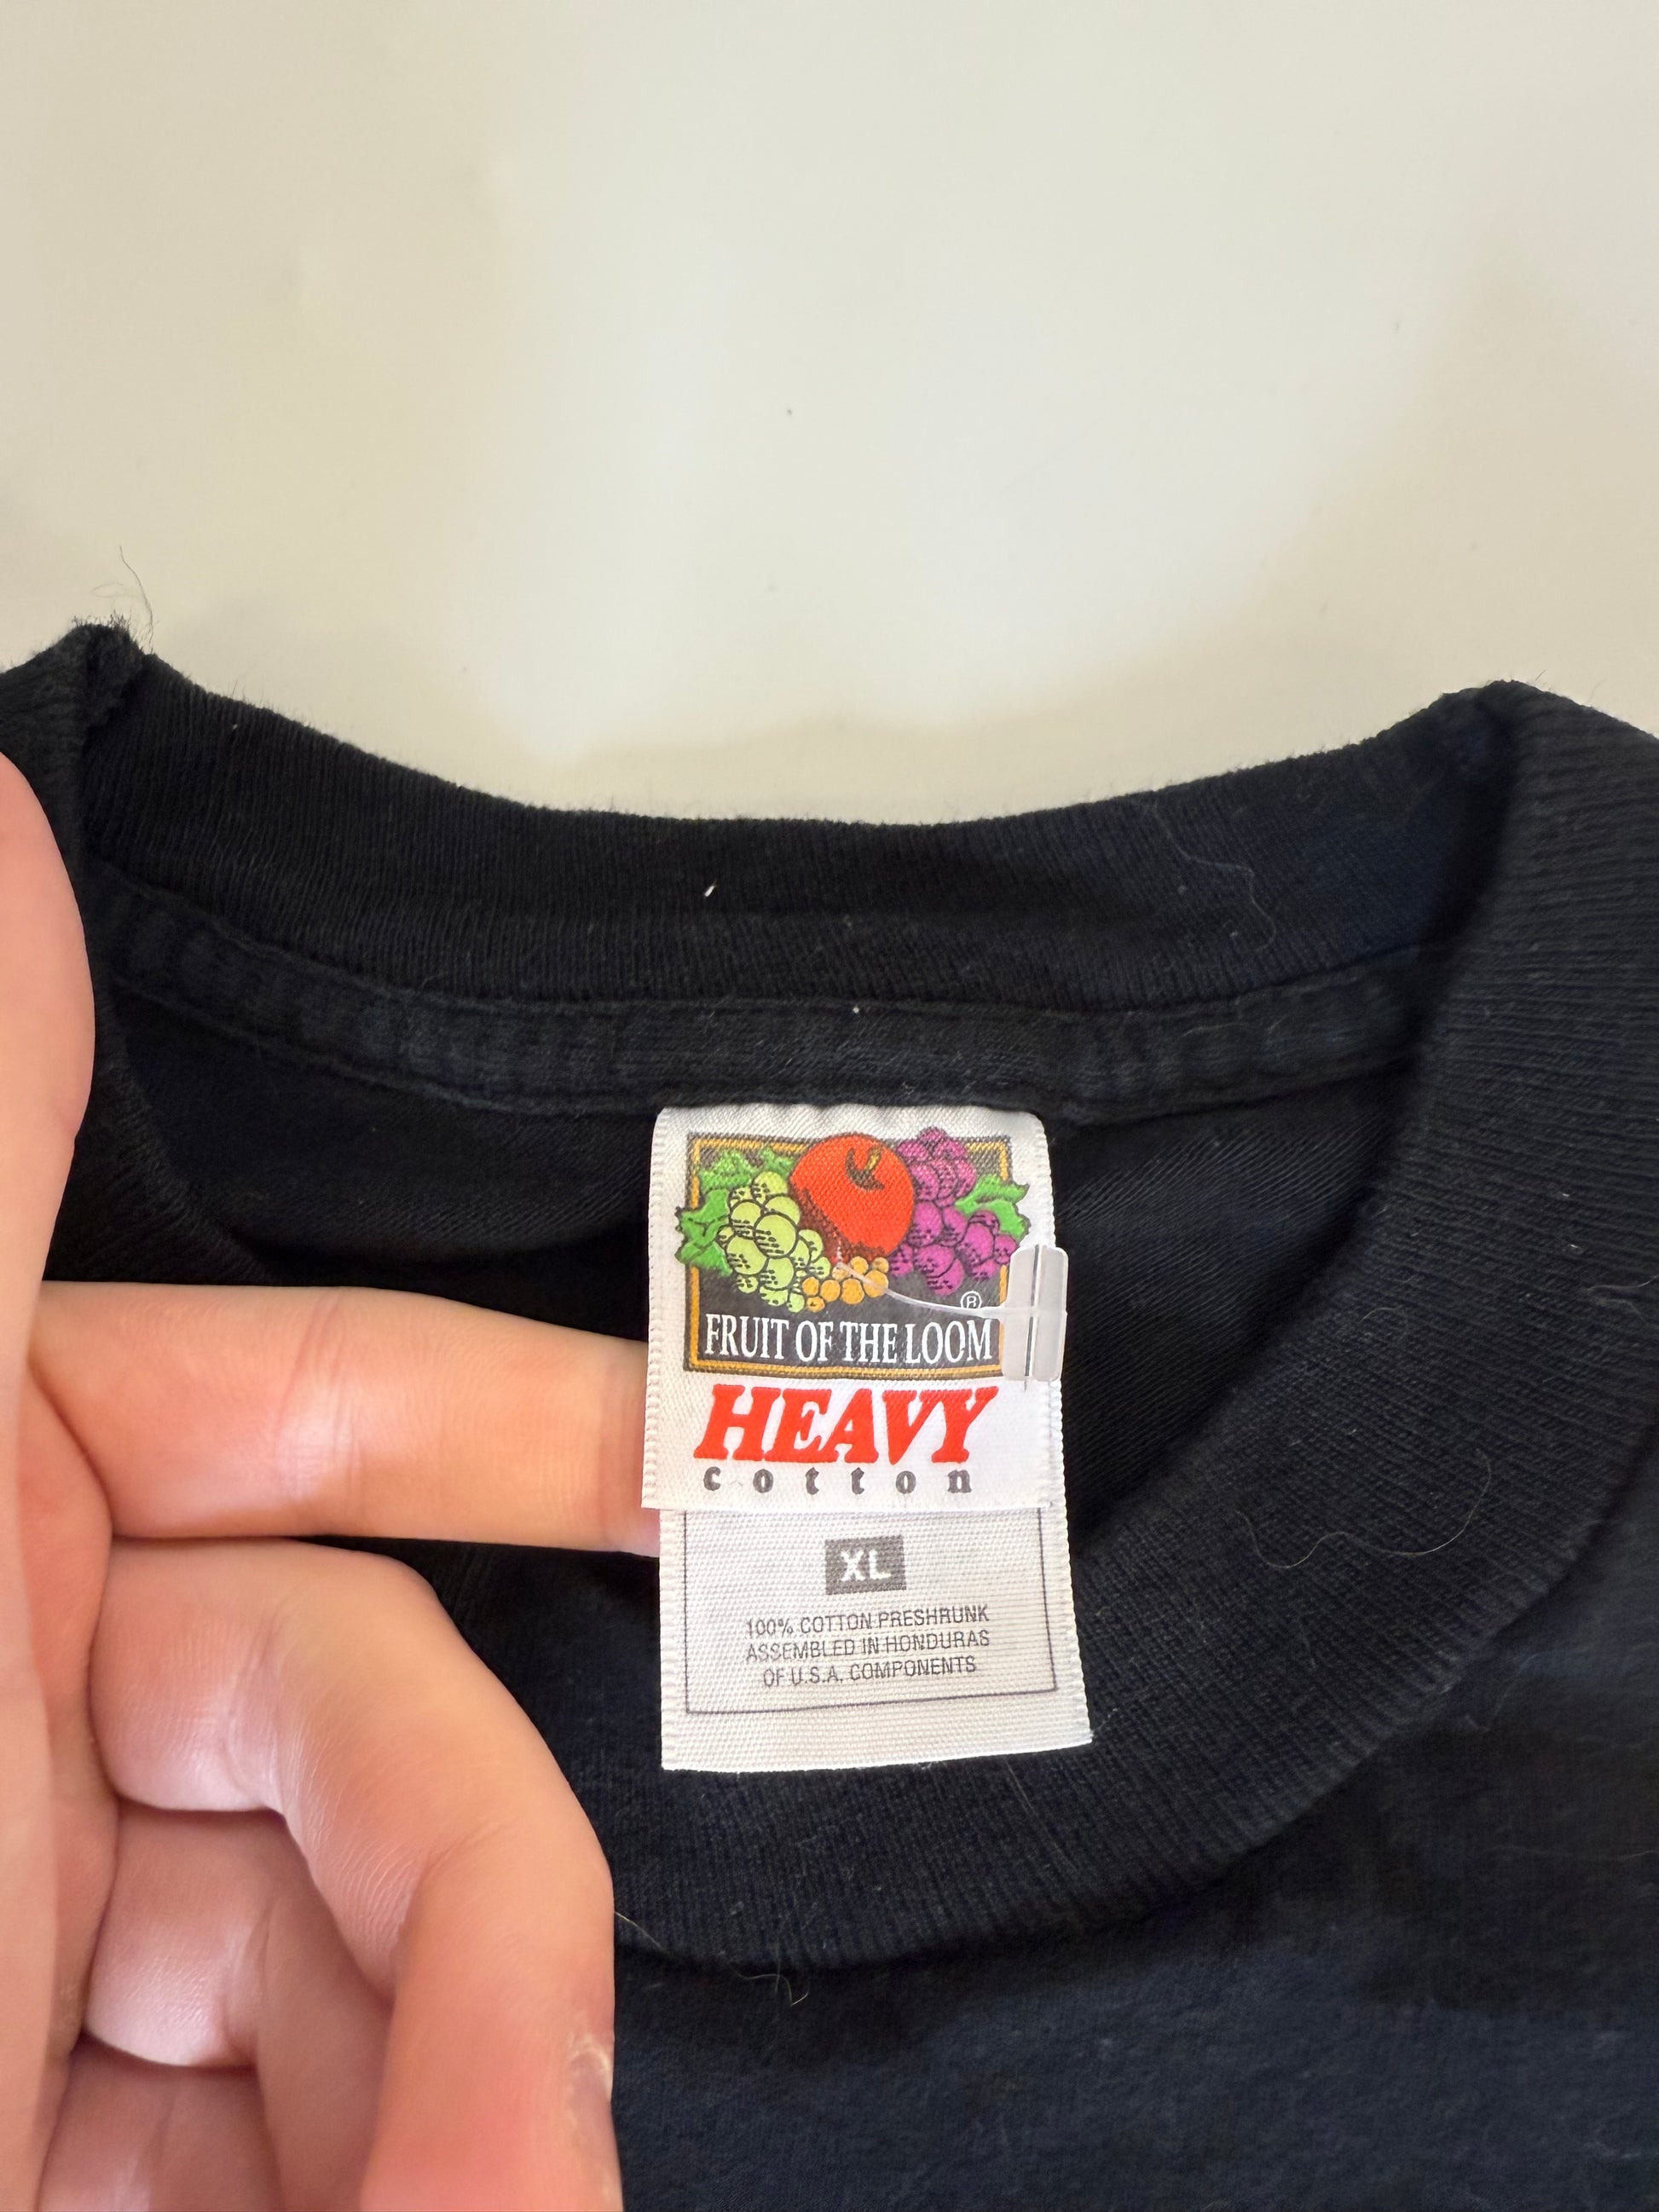 ®
FRUIT OF THE LOOM
HEAVY
cotton
XL
100% COTTON PRESHRUNK
ASSEMBLED IN HONDURAS
OF U.S.A. COMPONENTS